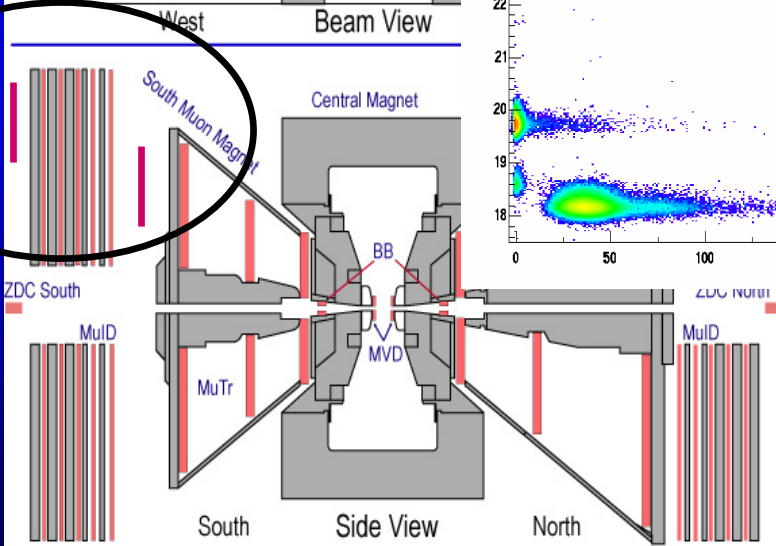 West
Beam View
South Muon Magnet
Central Magnet
BB
MVD
ZDC South
MuID
MuTr
South
Side View
North
ZDC North
MuID
22
21
20
19
18
0
50
100